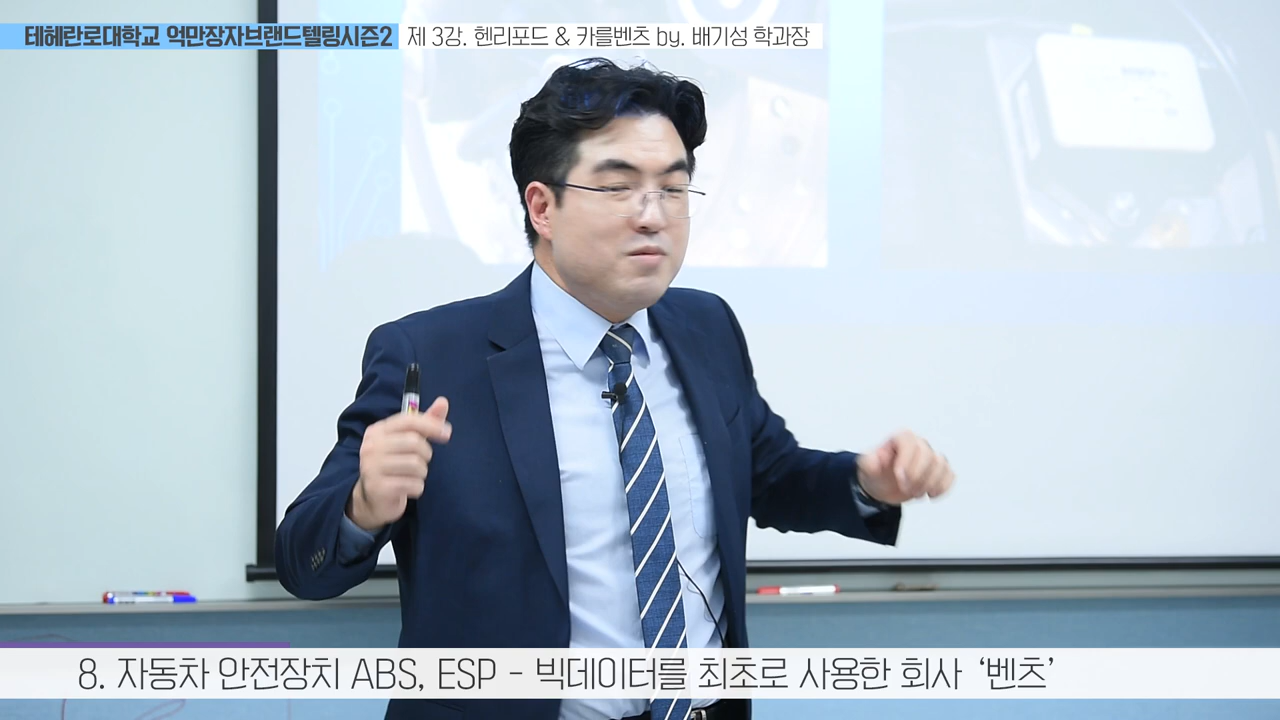 테헤란로대학교 억만장자브랜드텔링시즌2 제 3강. 헨리포드 & 카를벤츠 by. 배기성 학과장
8. 자동차 안전장치 ABS, ESP - 빅데이터를 최초로 사용한 회사 ‘벤츠’